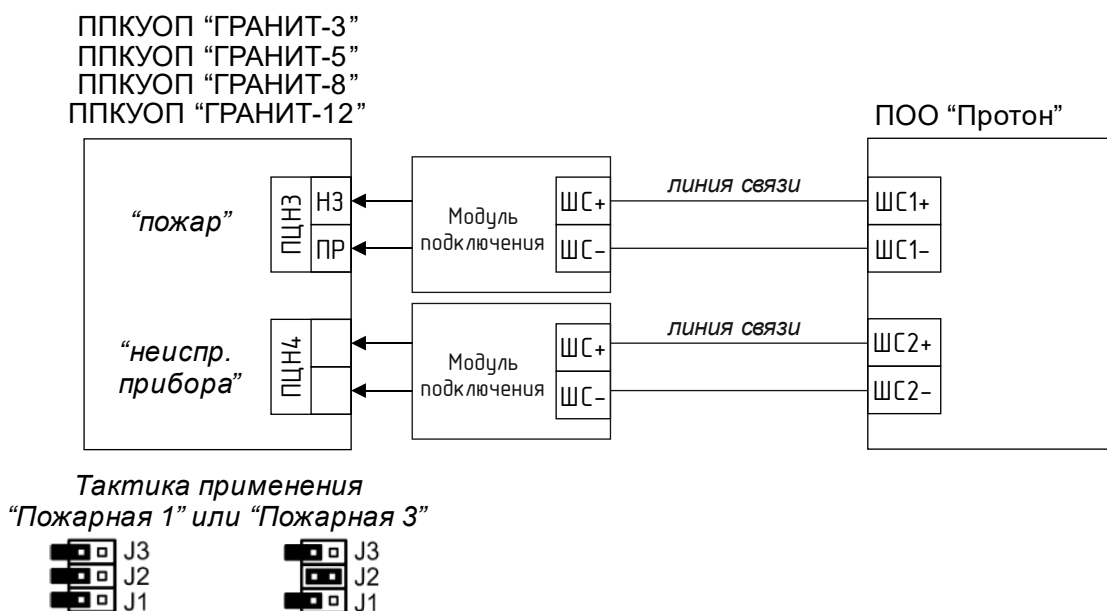 ППКУОП “ГРАНИТ-3”
ППКУОП “ГРАНИТ-5”
ППКУОП “ГРАНИТ-8”
ППКУОП “ГРАНИТ-12”
ПОО “Протон”
“пожар”
ПЦН3
НЗ
ПР
Модуль
подключения
ШС+
ШС-
линия связи
ШС1+
ШС1-
“неиспр.
прибора”
ПЦН4
Модуль
подключения
ШС+
ШС-
линия связи
ШС2+
ШС2-
Тактика применения
“Пожарная 1” или “Пожарная 3”
J3
J2
J1
J3
J2
J1